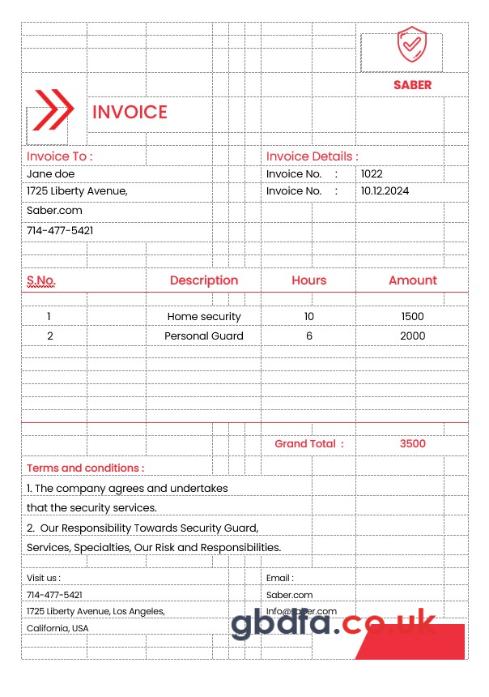 SABER
INVOICE
Invoice To : Invoice Details :
Jane doe Invoice No. : 1022
1725 Liberty Avenue, Invoice No. : 10.12.2024
Saber.com
714-477-5421
S.No. Description Hours Amount
1 Home security 10 1500
2 Personal Guard 6 2000
Grand Total : 3500
Terms and conditions :
1. The company agrees and undertakes
that the security services.
2. Our Responsibility Towards Security Guard,
Services, Specialties, Our Risk and Responsibilities.
Visit us : Email :
714-477-5421 Saber.com
1725 Liberty Avenue, Los Angeles, Info@saber.com
California, USA
gbdfa.co.uk